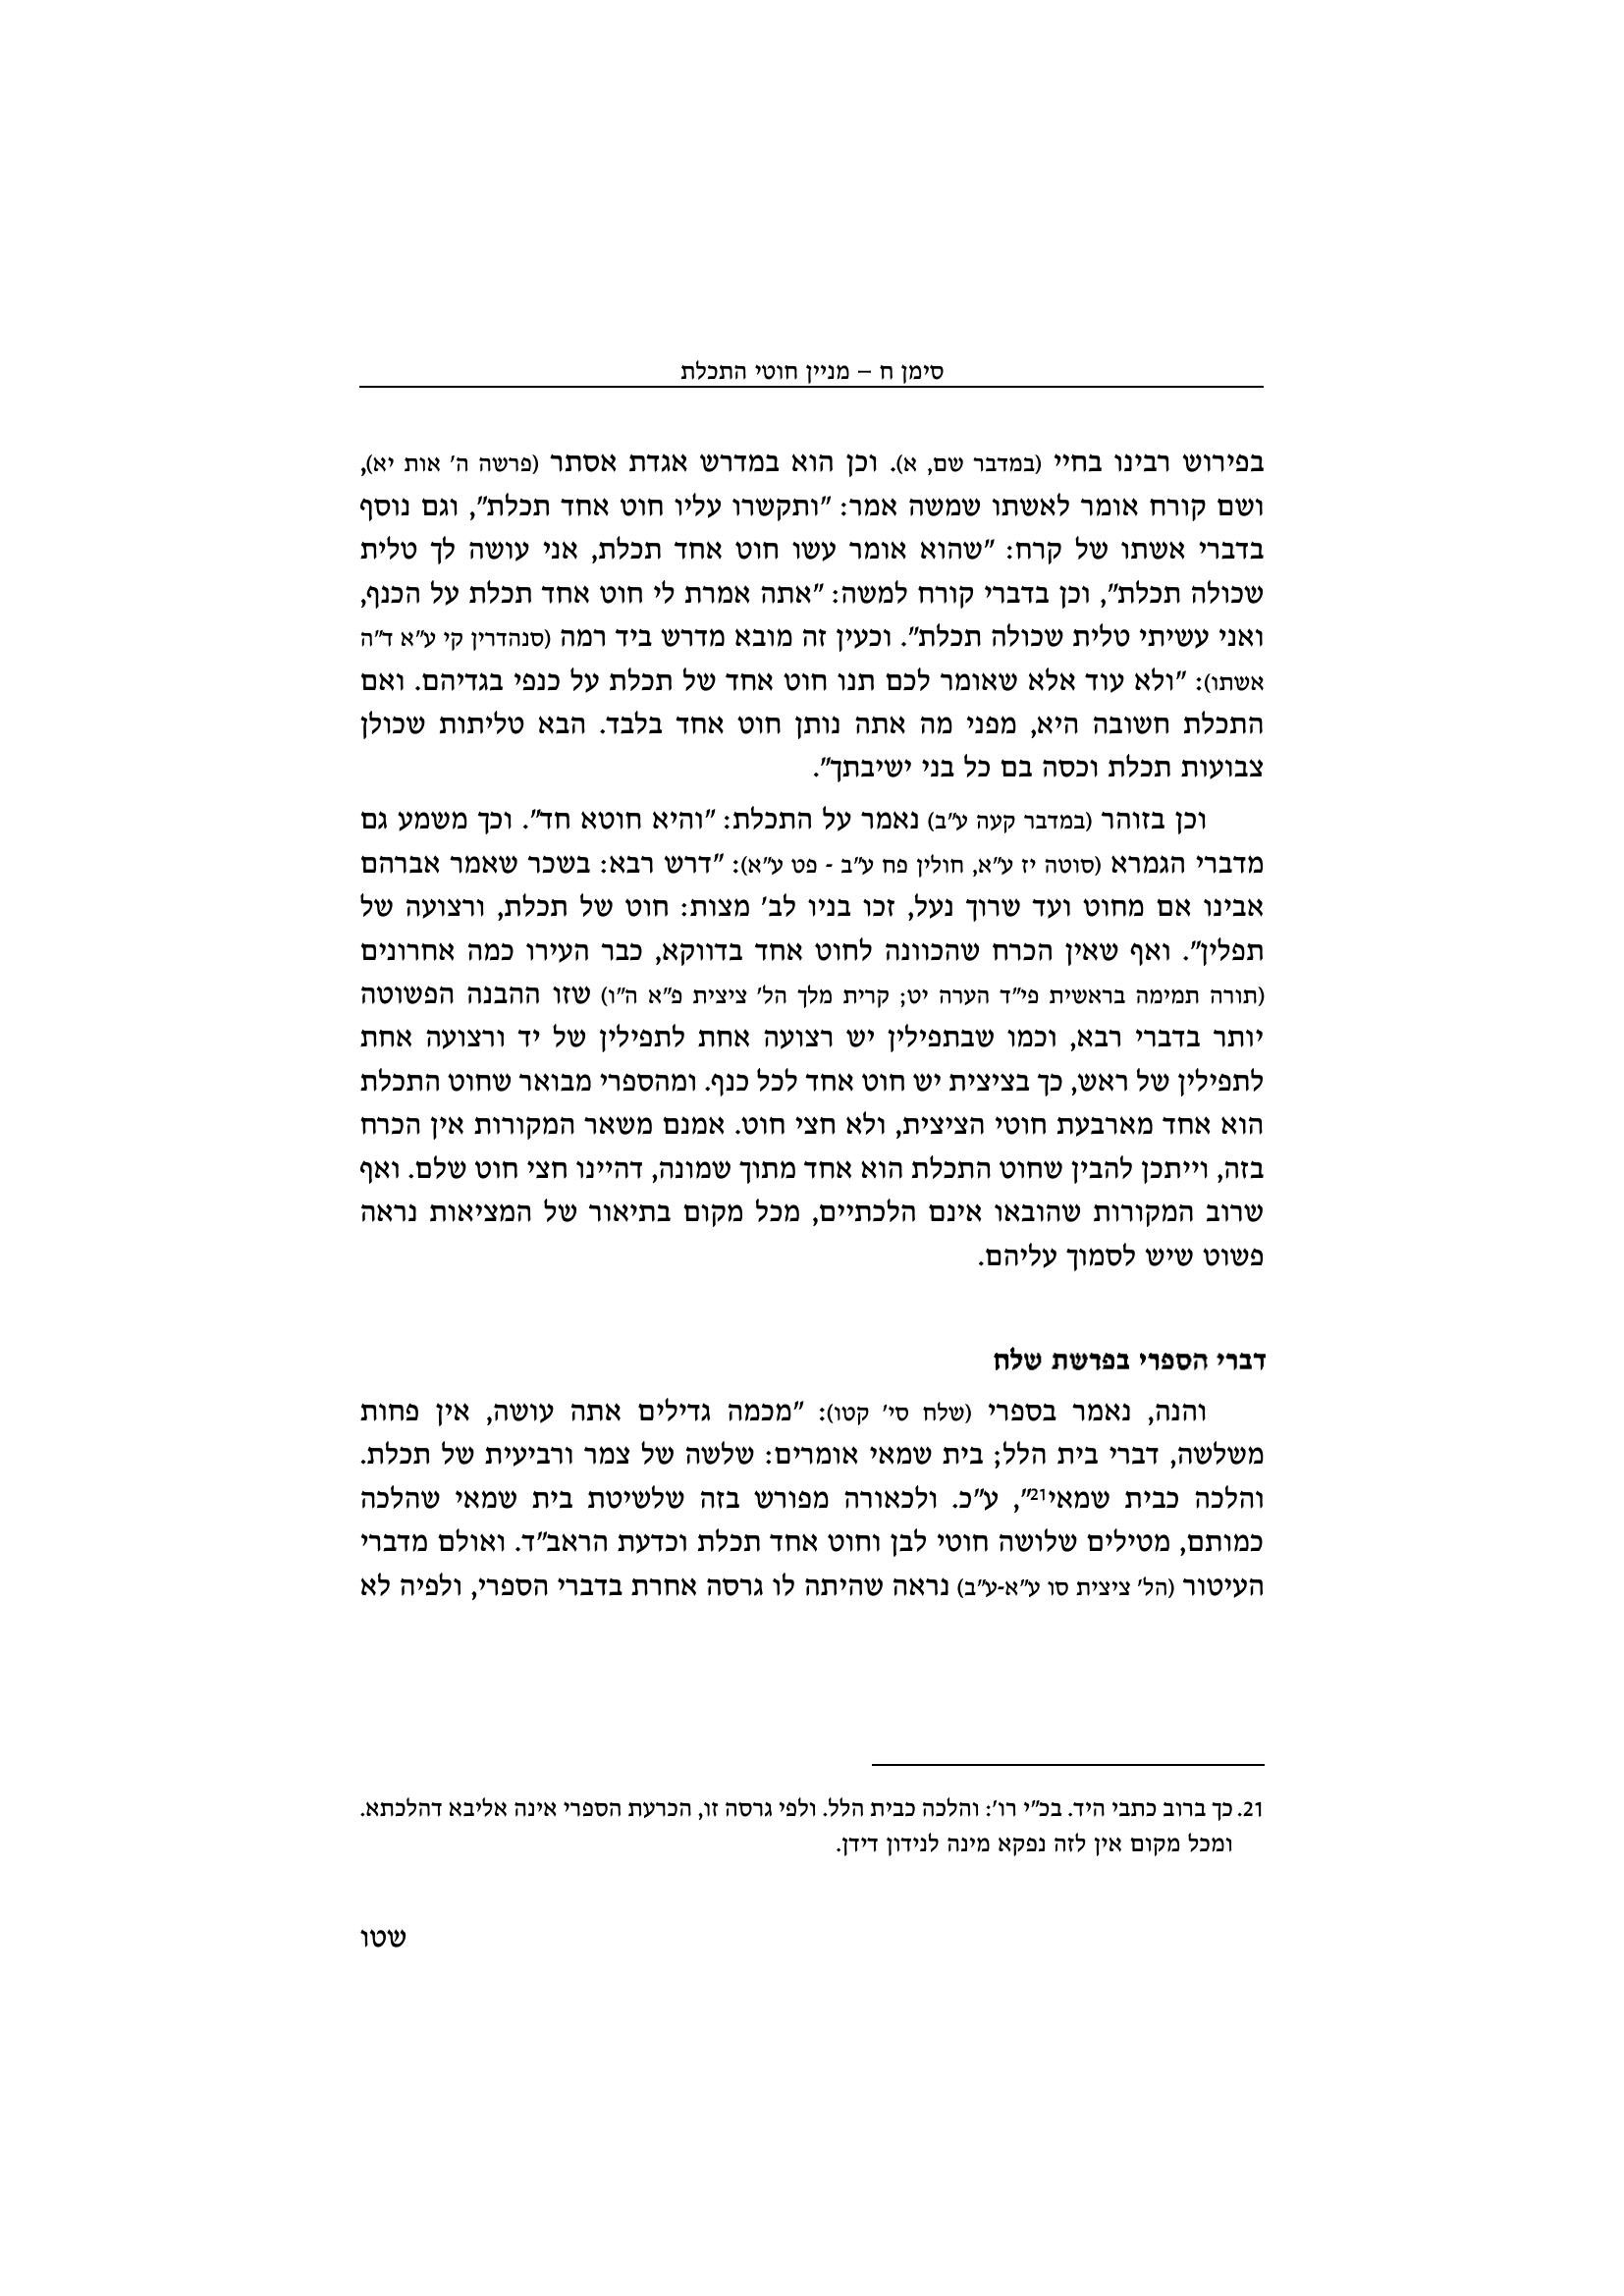 סימן ח – מניין חוטי התכלת
בפירוש רבינו בחיי (במדבר שם, א). וכן הוא במדרש אגדת אסתר (פרשה ה' אות יא),
ושם קורח אומר לאשתו שמשה אמר: "ותקשרו עליו חוט אחד תכלת", וגם נוסף
בדברי אשתו של קרח: "שהוא אומר עשו חוט אחד תכלת, אני עושה לך טלית
שכולה תכלת", וכן בדברי קורח למשה: "אתה אמרת לי חוט אחד תכלת על הכנף,
ואני עשיתי טלית שכולה תכלת". וכעין זה מובא מדרש ביד רמה (סנהדרין קי ע"א ד"ה
אשתו): "ולא עוד אלא שאומר לכם תנו חוט אחד של תכלת על כנפי בגדיהם. ואם
התכלת חשובה היא, מפני מה אתה נותן חוט אחד בלבד. הבא טליתות שכולן
צבועות תכלת וכסה בם כל בני ישיבתך".
וכן בזוהר (במדבר קעה ע"ב) נאמר על התכלת: "והיא חוטא חד". וכך משמע גם
מדברי הגמרא (סוטה יז ע"א, חולין פח ע"ב - פט ע"א): "דרש רבא: בשכר שאמר אברהם
אבינו אם מחוט ועד שרוך נעל, זכו בניו לב' מצות: חוט של תכלת, ורצועה של
תפלין". ואף שאין הכרח שהכוונה לחוט אחד בדווקא, כבר העירו כמה אחרונים
(תורה תמימה בראשית פי"ד הערה יט; קרית מלך הל' ציצית פ"א ה"ו) שזו ההבנה הפשוטה
יותר בדברי רבא, וכמו שבתפילין יש רצועה אחת לתפילין של יד ורצועה אחת
לתפילין של ראש, כך בציצית יש חוט אחד לכל כנף. ומהספרי מבואר שחוט התכלת
הוא אחד מארבעת חוטי הציצית, ולא חצי חוט. אמנם משאר המקורות אין הכרח
בזה, וייתכן להבין שחוט התכלת הוא אחד מתוך שמונה, דהיינו חצי חוט שלם. ואף
שרוב המקורות שהובאו אינם הלכתיים, מכל מקום בתיאור של המציאות נראה
פשוט שיש לסמוך עליהם.
דברי הספרי בפרשת שלח
והנה, נאמר בספרי (שלח סי' קטו): "מכמה גדילים אתה עושה, אין פחות
משלשה, דברי בית הלל; בית שמאי אומרים: שלשה של צמר ורביעית של תכלת.
והלכה כבית שמאי21", ע"כ. ולכאורה מפורש בזה שלשיטת בית שמאי שהלכה
כמותם, מטילים שלושה חוטי לבן וחוט אחד תכלת וכדעת הראב"ד. ואולם מדברי
העיטור (הל' ציצית סו ע"א-ע"ב) נראה שהיתה לו גרסה אחרת בדברי הספרי, ולפיה לא
21. כך ברוב כתבי היד. בכ"י רו': והלכה כבית הלל. ולפי גרסה זו, הכרעת הספרי אינה אליבא דהלכתא.
ומכל מקום אין לזה נפקא מינה לנידון דידן.
שטו